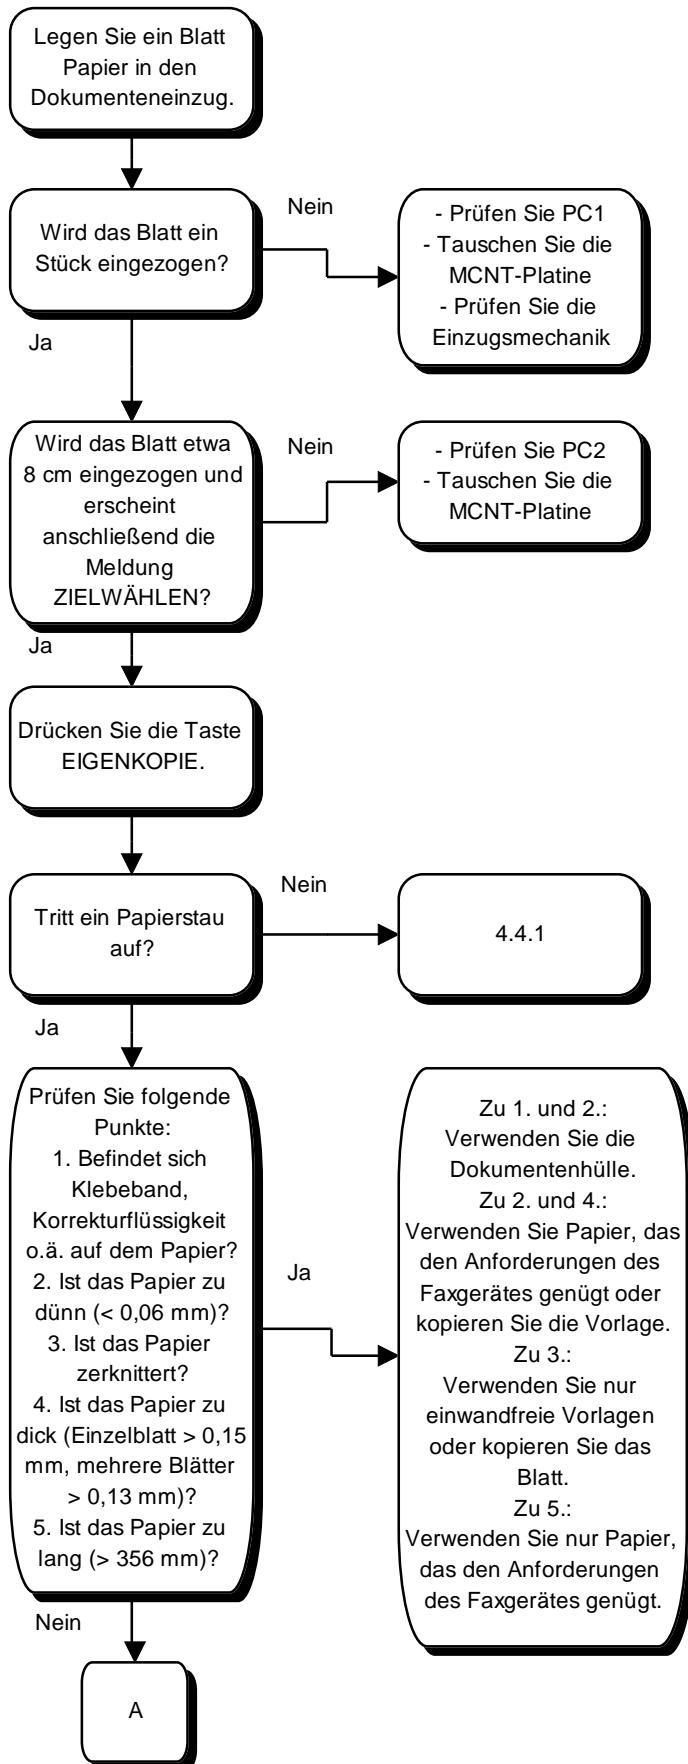 Legen Sie ein Blatt
Papier in den
Dokumenteneinzug.
Wird das Blatt ein
Stück eingezogen?
Nein
- Prüfen Sie PC1
- Tauschen Sie die
MCNT-Platine
- Prüfen Sie die
Einzugsmechanik
Ja
Wird das Blatt etwa
8 cm eingezogen und
erscheint
anschließend die
Meldung
ZIELWÄHLEN?
Nein
- Prüfen Sie PC2
- Tauschen Sie die
MCNT-Platine
Ja
Drücken Sie die Taste
EIGENKOPIE.
Tritt ein Papierstau
auf?
Nein
4.4.1
Ja
Prüfen Sie folgende
Punkte:
1. Befindet sich
Klebeband,
Korrekturflüssigkeit
o.ä. auf dem Papier?
2. Ist das Papier zu
dünn (< 0,06 mm)?
3. Ist das Papier
zerknittert?
4. Ist das Papier zu
dick (Einzelblatt > 0,15
mm, mehrere Blätter
> 0,13 mm)?
5. Ist das Papier zu
lang (> 356 mm)?
Ja
Zu 1. und 2.:
Verwenden Sie die
Dokumentenhülle.
Zu 2. und 4.:
Verwenden Sie Papier, das
den Anforderungen des
Faxgerätes genügt oder
kopieren Sie die Vorlage.
Zu 3.:
Verwenden Sie nur
einwandfreie Vorlagen
oder kopieren Sie das
Blatt.
Zu 5.:
Verwenden Sie nur Papier,
das den Anforderungen
des Faxgerätes genügt.
Nein
A